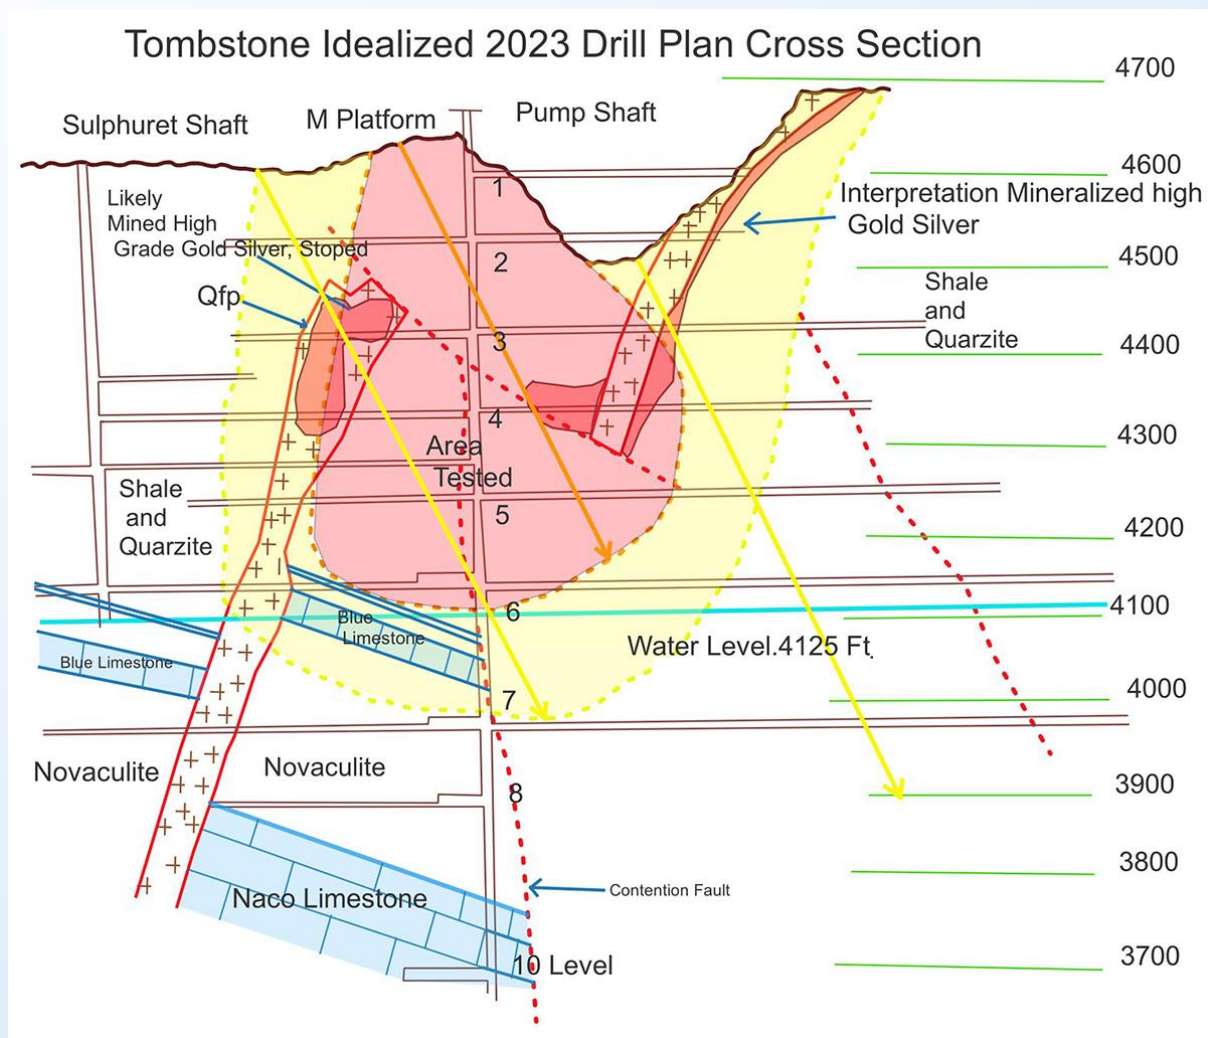 Tombstone Idealized 2023 Drill Plan Cross Section
4700
Sulphuret Shaft
M Platform
Pump Shaft
4600
1
Likely
Mined High
Grade Gold Silver, Stoped
Interpretation Mineralized high
Gold Silver
2
4500
Qfp
Shale
and
Quarzite
3
4400
4
4300
Area
Tested
Shale
and
Quarzite
5
4200
6
4100
Blue
Limestone
Blue Limestone
Water Level.4125 Ft.
7
4000
Novaculite
Novaculite
8
3900
3800
Naco Limestone
Contention Fault
10 Level
3700